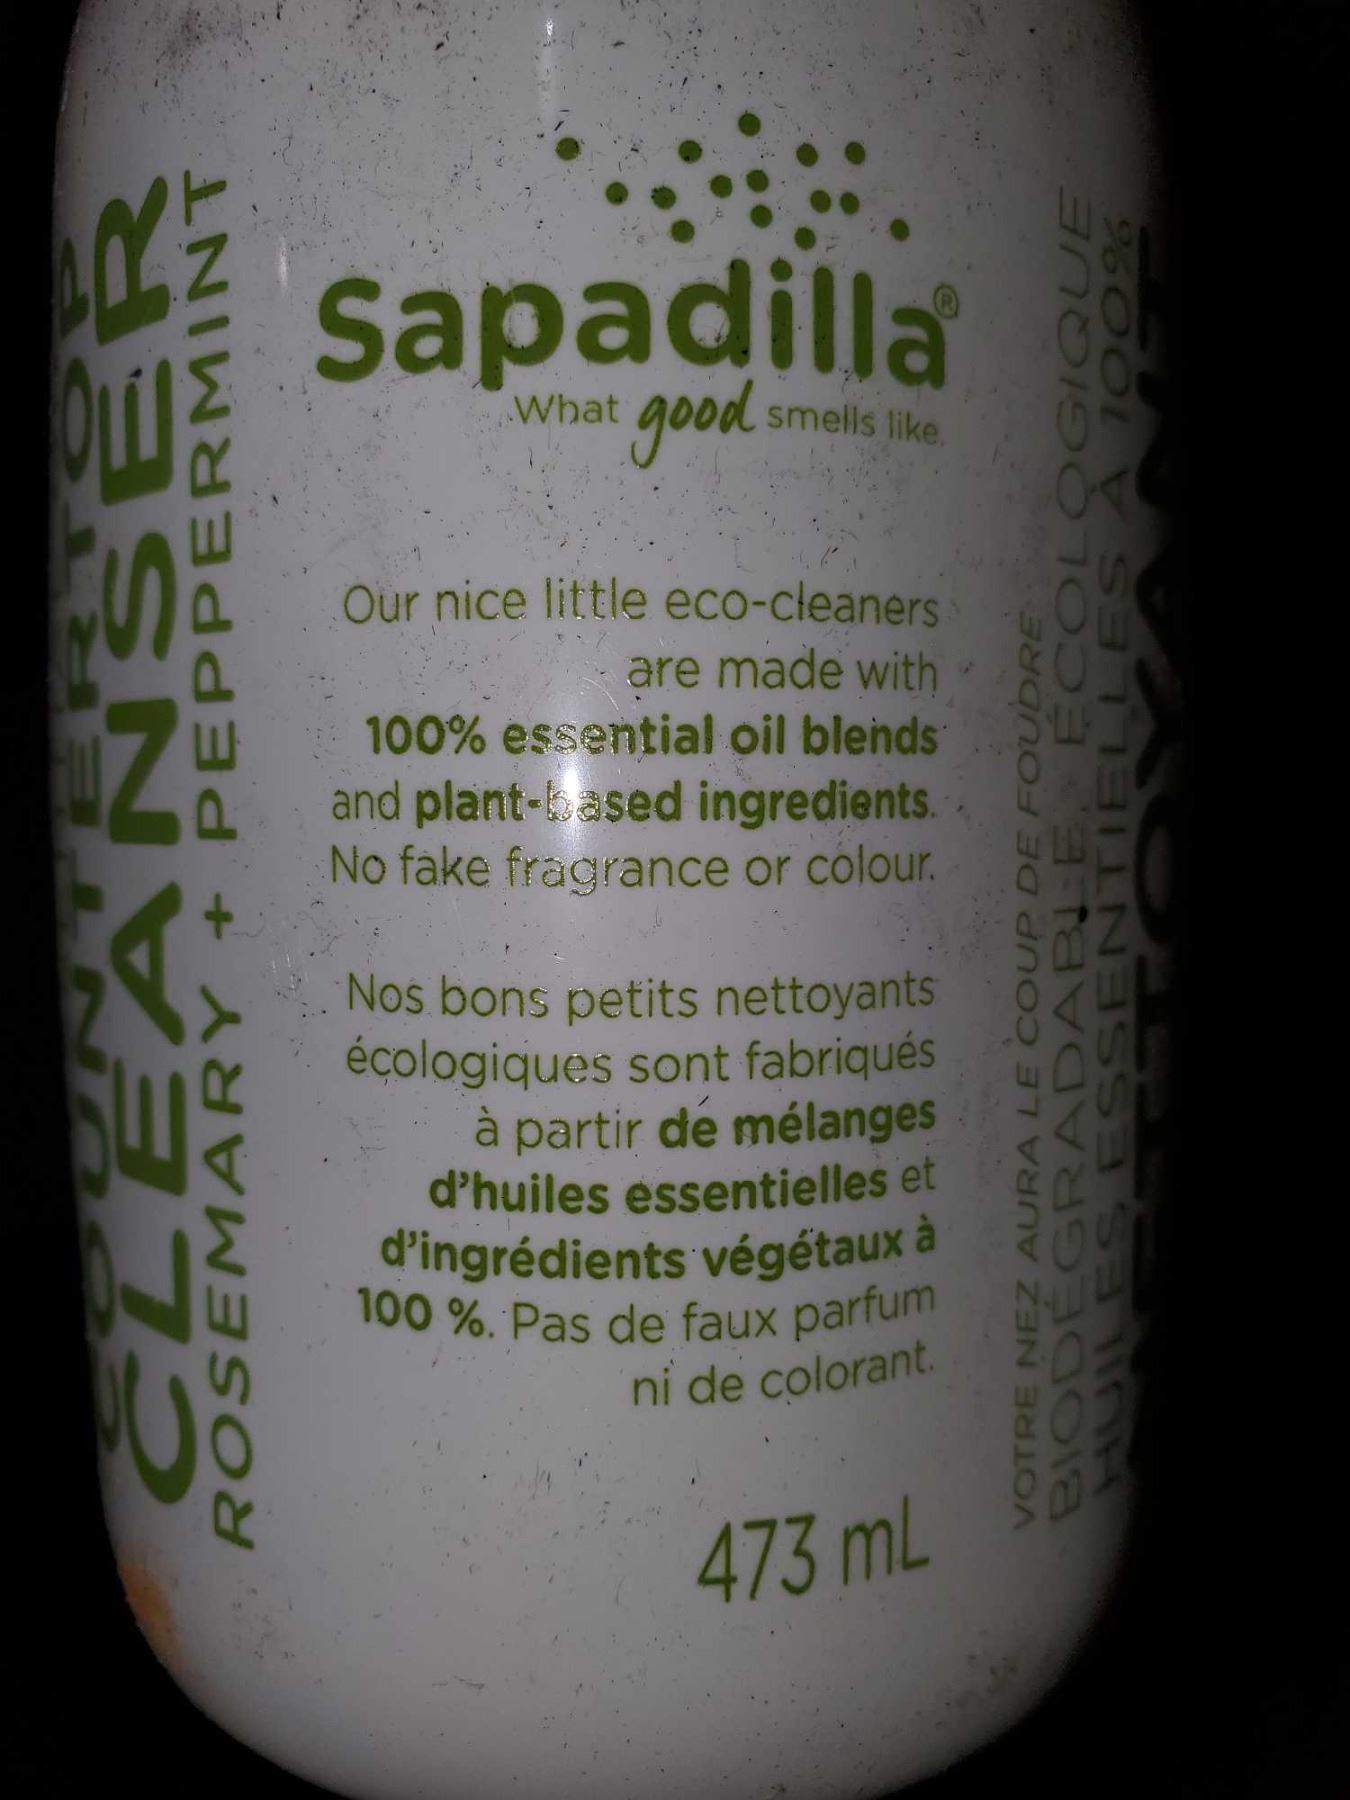 COUNTERTOP
CLEANSER
ROSEMARY + PEPPERMINT
Sapadilla®
What good smells like.
Our nice little eco-cleaners
are made with
100% essential oil blends
and plant-based ingredients.
No fake fragrance or colour.
Nos bons petits nettoyants
écologiques sont fabriqués
à partir de mélanges
d'huiles essentielles et
d'ingrédients végétaux à
100 %. Pas de faux parfum
ni de colorant.
473 mL
VOTRE NEZ AURA LE COUP DE FOUDRE
BIODÉGRADABLE ÉCOLOGIQUE
HUILES ESSENTIELLES À 100%
NETTOYANT